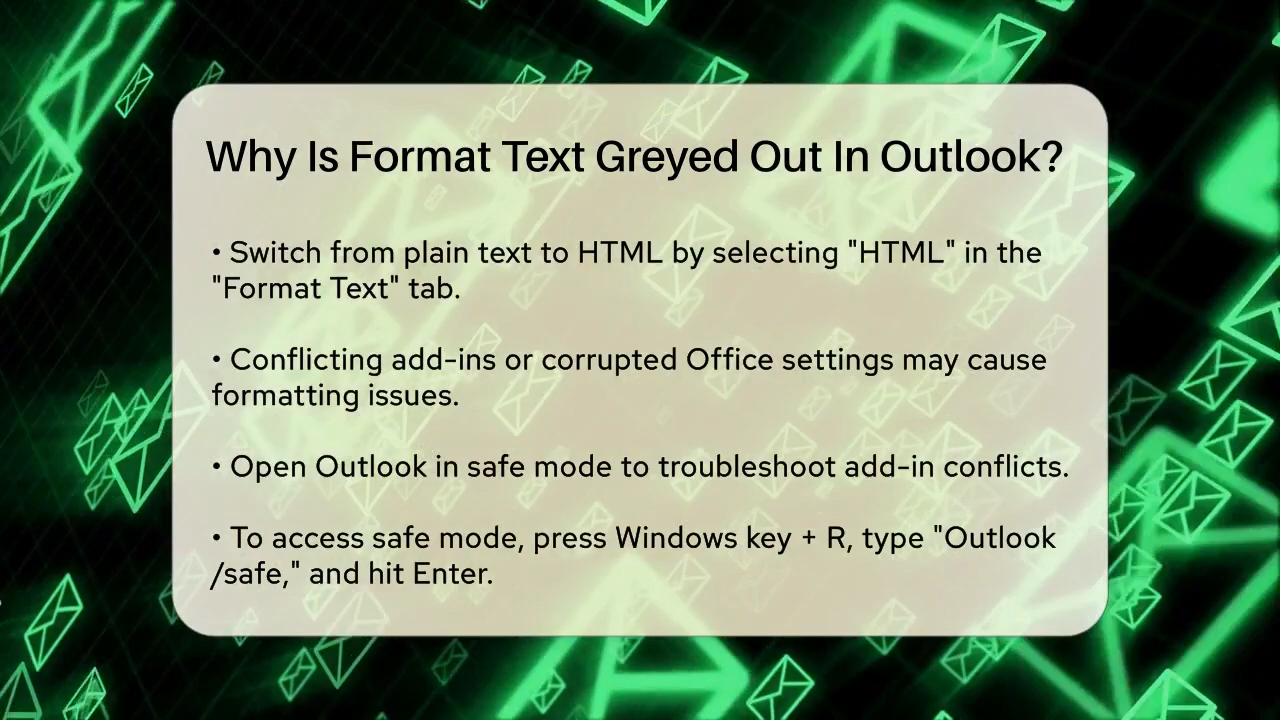 Why Is Format Text Greyed Out In Outlook?
• Switch from plain text to HTML by selecting "HTML" in the
"Format Text" tab.
• Conflicting add-ins or corrupted Office settings may cause
formatting issues.
• Open Outlook in safe mode to troubleshoot add-in conflicts.
• To access safe mode, press Windows key + R, type "Outlook
/safe," and hit Enter.